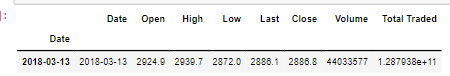 ]:
Date Open High Low Last Close Volume Total Traded
Date
2018-03-13 2018-03-13 2924.9 2939.7 2872.0 2886.1 2886.8 44033577 1.287938e+11